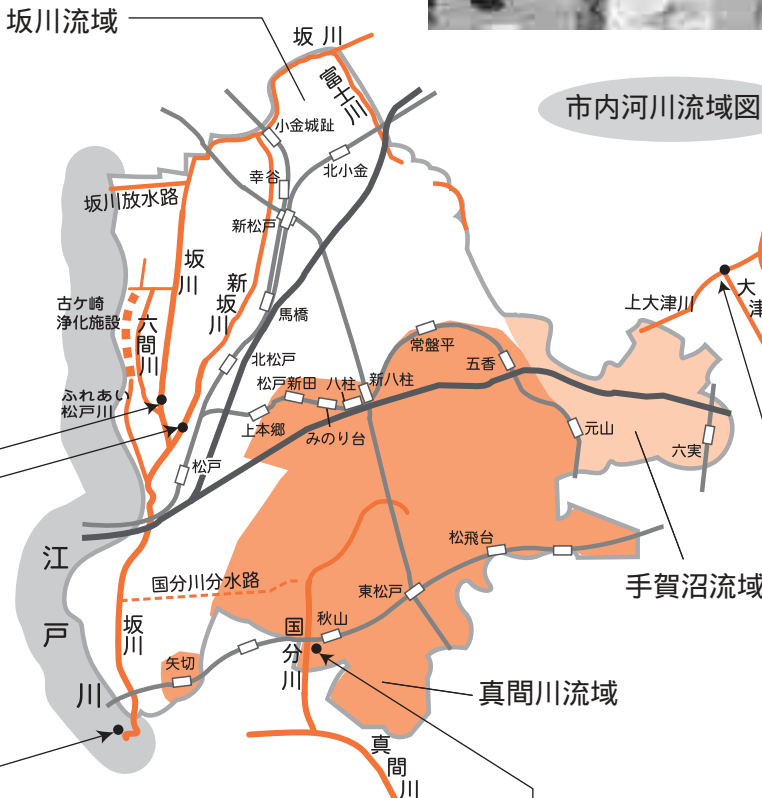 坂川流域
坂川
富士川
市内河川流域図
小金城趾
北小金
幸谷
坂川放水路
新松戸
坂川
新坂川
上大津川
大津
古ケ崎
浄化施設
六間川
馬橋
常盤平
五香
北松戸
松戸新田
八柱
新八柱
ふれあい
松戸川
上本郷
みのり台
元山
六実
松戸
松飛台
江戸川
国分川分水路
手賀沼流域
東松戸
坂川
国分川
秋山
矢切
真間川流域
真間川